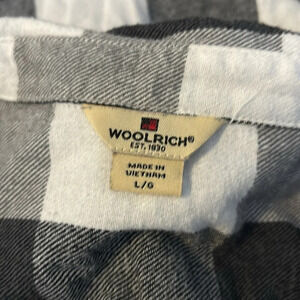 WOOLRICH®
EST. 1830
MADE IN
VIETNAM
L/G